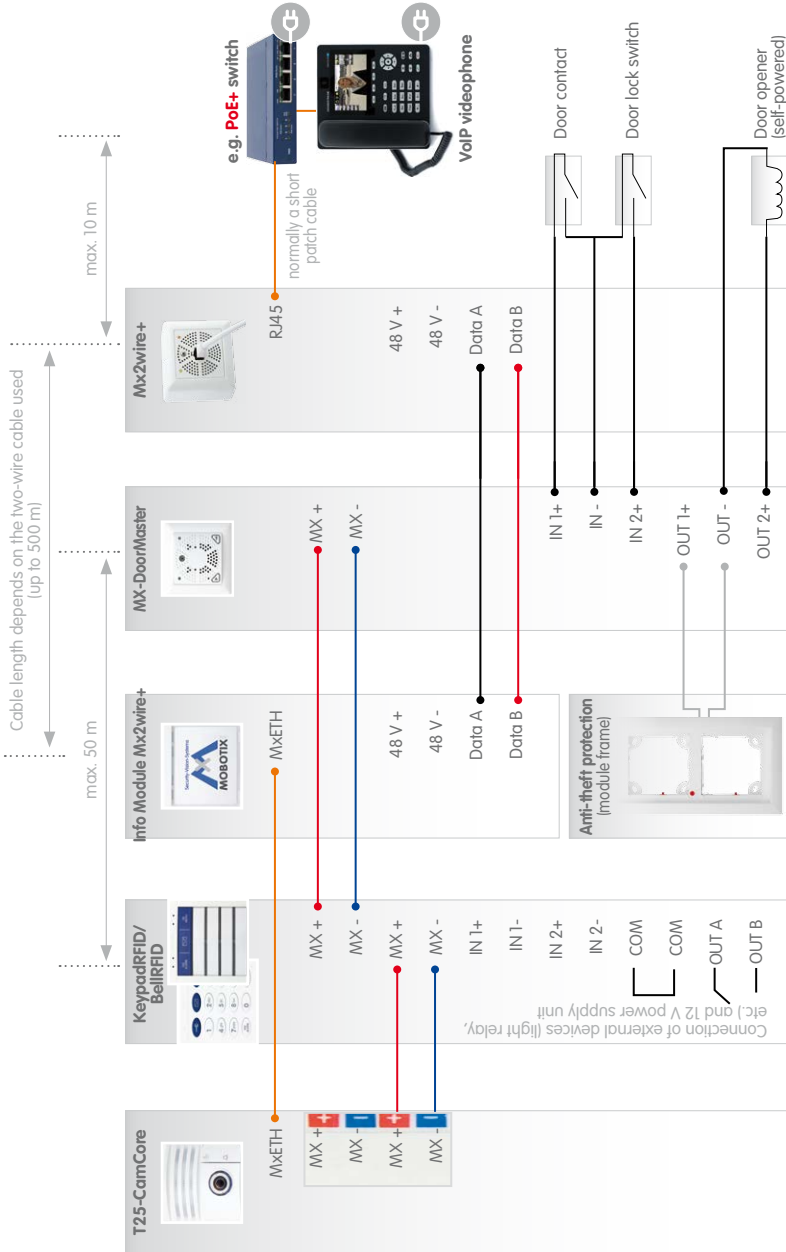 T25-CamCore
MxETH
MX +
MX -
MX +
MX -
KeypadRFID/
BellRFID
MX +
MX -
MX +
MX -
IN 1+
IN 1-
IN 2+
IN 2-
COM
COM
OUT A
OUT B
Connection of external devices (light relay,
etc.) and 12 V power supply unit
Info Module Mx2wire+
Security-Vision-Systems
MOBOTIX
MxETH
48 V +
48 V -
Data A
Data B
Anti-theft protection
(module frame)
MX-DoorMaster
MX +
MX -
IN 1+
IN -
IN 2+
OUT 1+
OUT -
OUT 2+
Mx2wire+
RJ45
48 V +
48 V -
Data A
Data B
max. 50 m
Cable length depends on the two-wire cable used
(up to 500 m)
max. 10 m
e.g. PoE+ switch
normally a short
patch cable
VoIP videophone
Door contact
Door lock switch
Door opener
(self-powered)